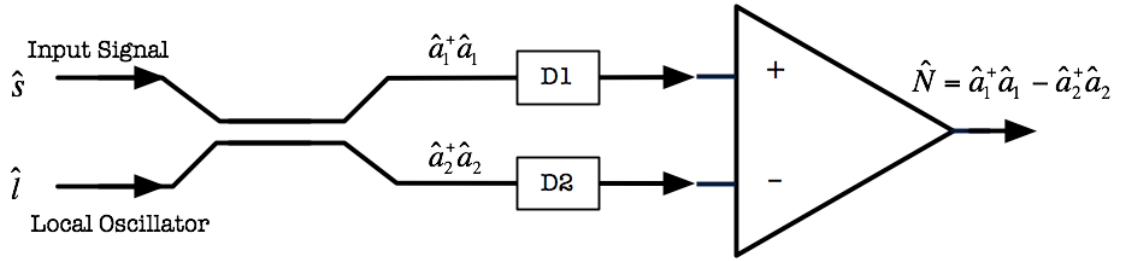 Input Signal
ŝ
â₁⁺â₁
D1
+
N̂ = â₁⁺â₁ − â₂⁺â₂
l̂
â₂⁺â₂
D2
−
Local Oscillator